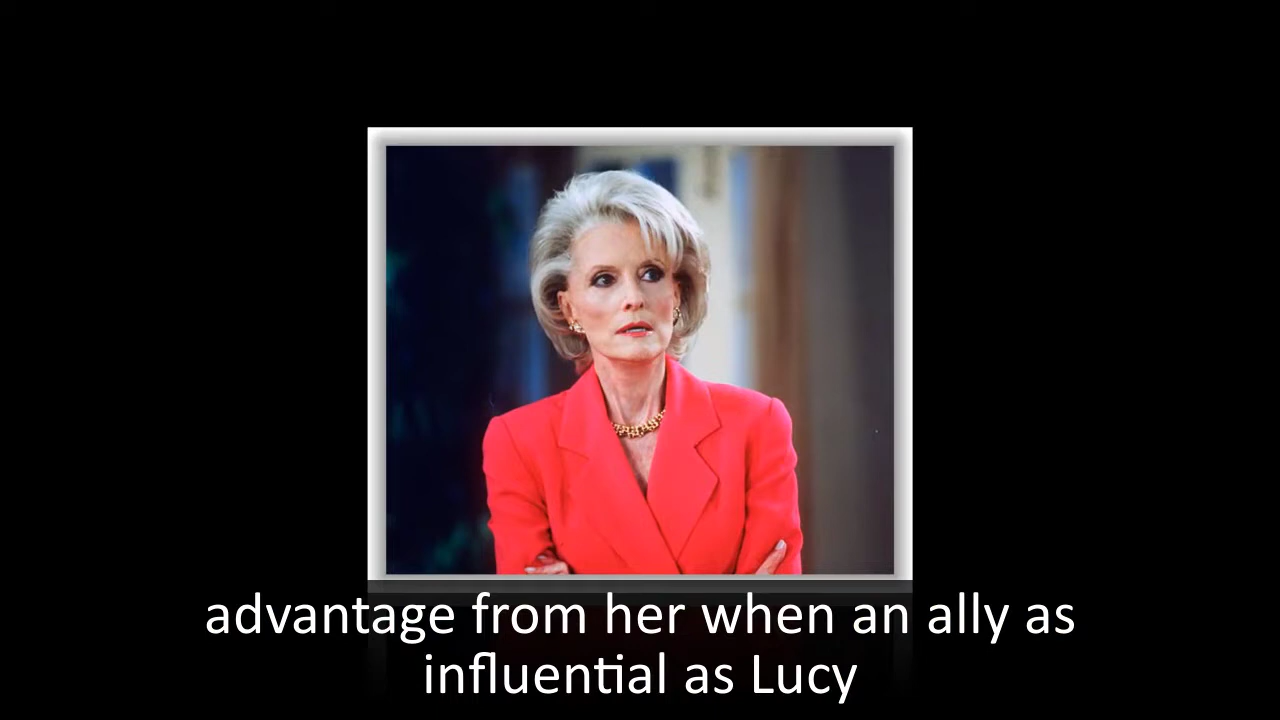 advantage from her when an ally as
influential as Lucy